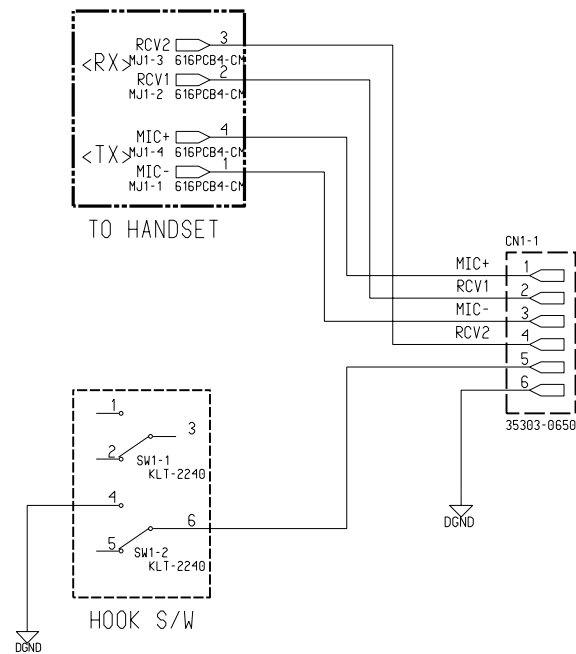 RCV2 3
MJ1-3 616PCB4-CM
<RX>
RCV1 2
MJ1-2 616PCB4-CM
MIC+ 4
MJ1-4 616PCB4-CM
<TX>
MIC- 1
MJ1-1 616PCB4-CM
TO HANDSET
CN1-1
MIC+ 1
RCV1 2
MIC- 3
RCV2 4
5
6
35303-0650
DGND
1
3
2
SW1-1
KLT-2240
4
6
5
SW1-2
KLT-2240
HOOK S/W
DGND